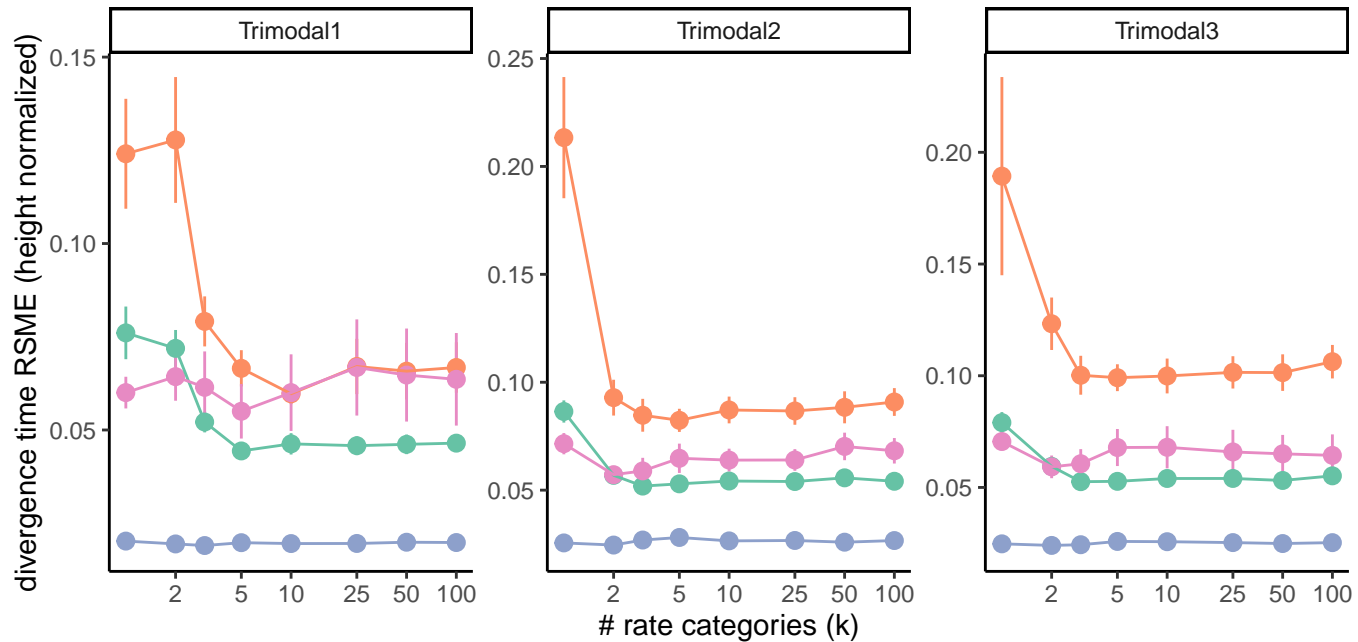 Trimodal1 Trimodal2 Trimodal3
divergence time RSME (height normalized)
0.15
0.10
0.05
0.25
0.20
0.15
0.10
0.05
0.20
0.15
0.10
0.05
2 5 10 25 50 100
2 5 10 25 50 100
2 5 10 25 50 100
# rate categories (k)